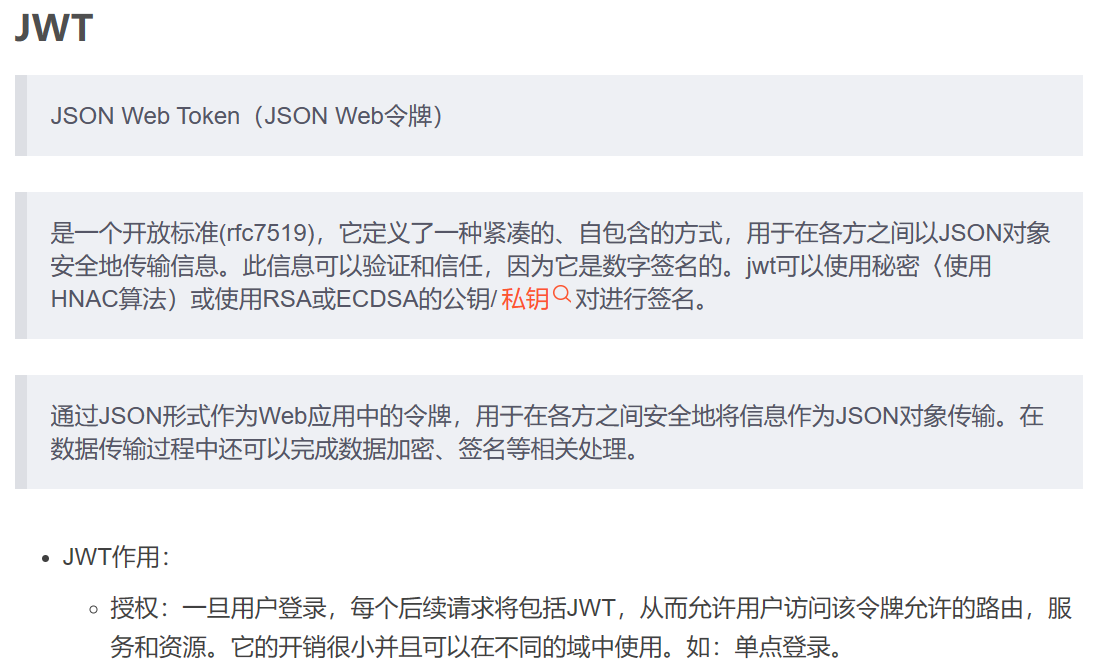 JWT
JSON Web Token（JSON Web令牌）
是一个开放标准(rfc7519)，它定义了一种紧凑的、自包含的方式，用于在各方之间以JSON对象
安全地传输信息。此信息可以验证和信任，因为它是数字签名的。jwt可以使用秘密〈使用
HNAC算法）或使用RSA或ECDSA的公钥/私钥对进行签名。
通过JSON形式作为Web应用中的令牌，用于在各方之间安全地将信息作为JSON对象传输。在
数据传输过程中还可以完成数据加密、签名等相关处理。
• JWT作用：
◦ 授权：一旦用户登录，每个后续请求将包括JWT，从而允许用户访问该令牌允许的路由，服
务和资源。它的开销很小并且可以在不同的域中使用。如：单点登录。